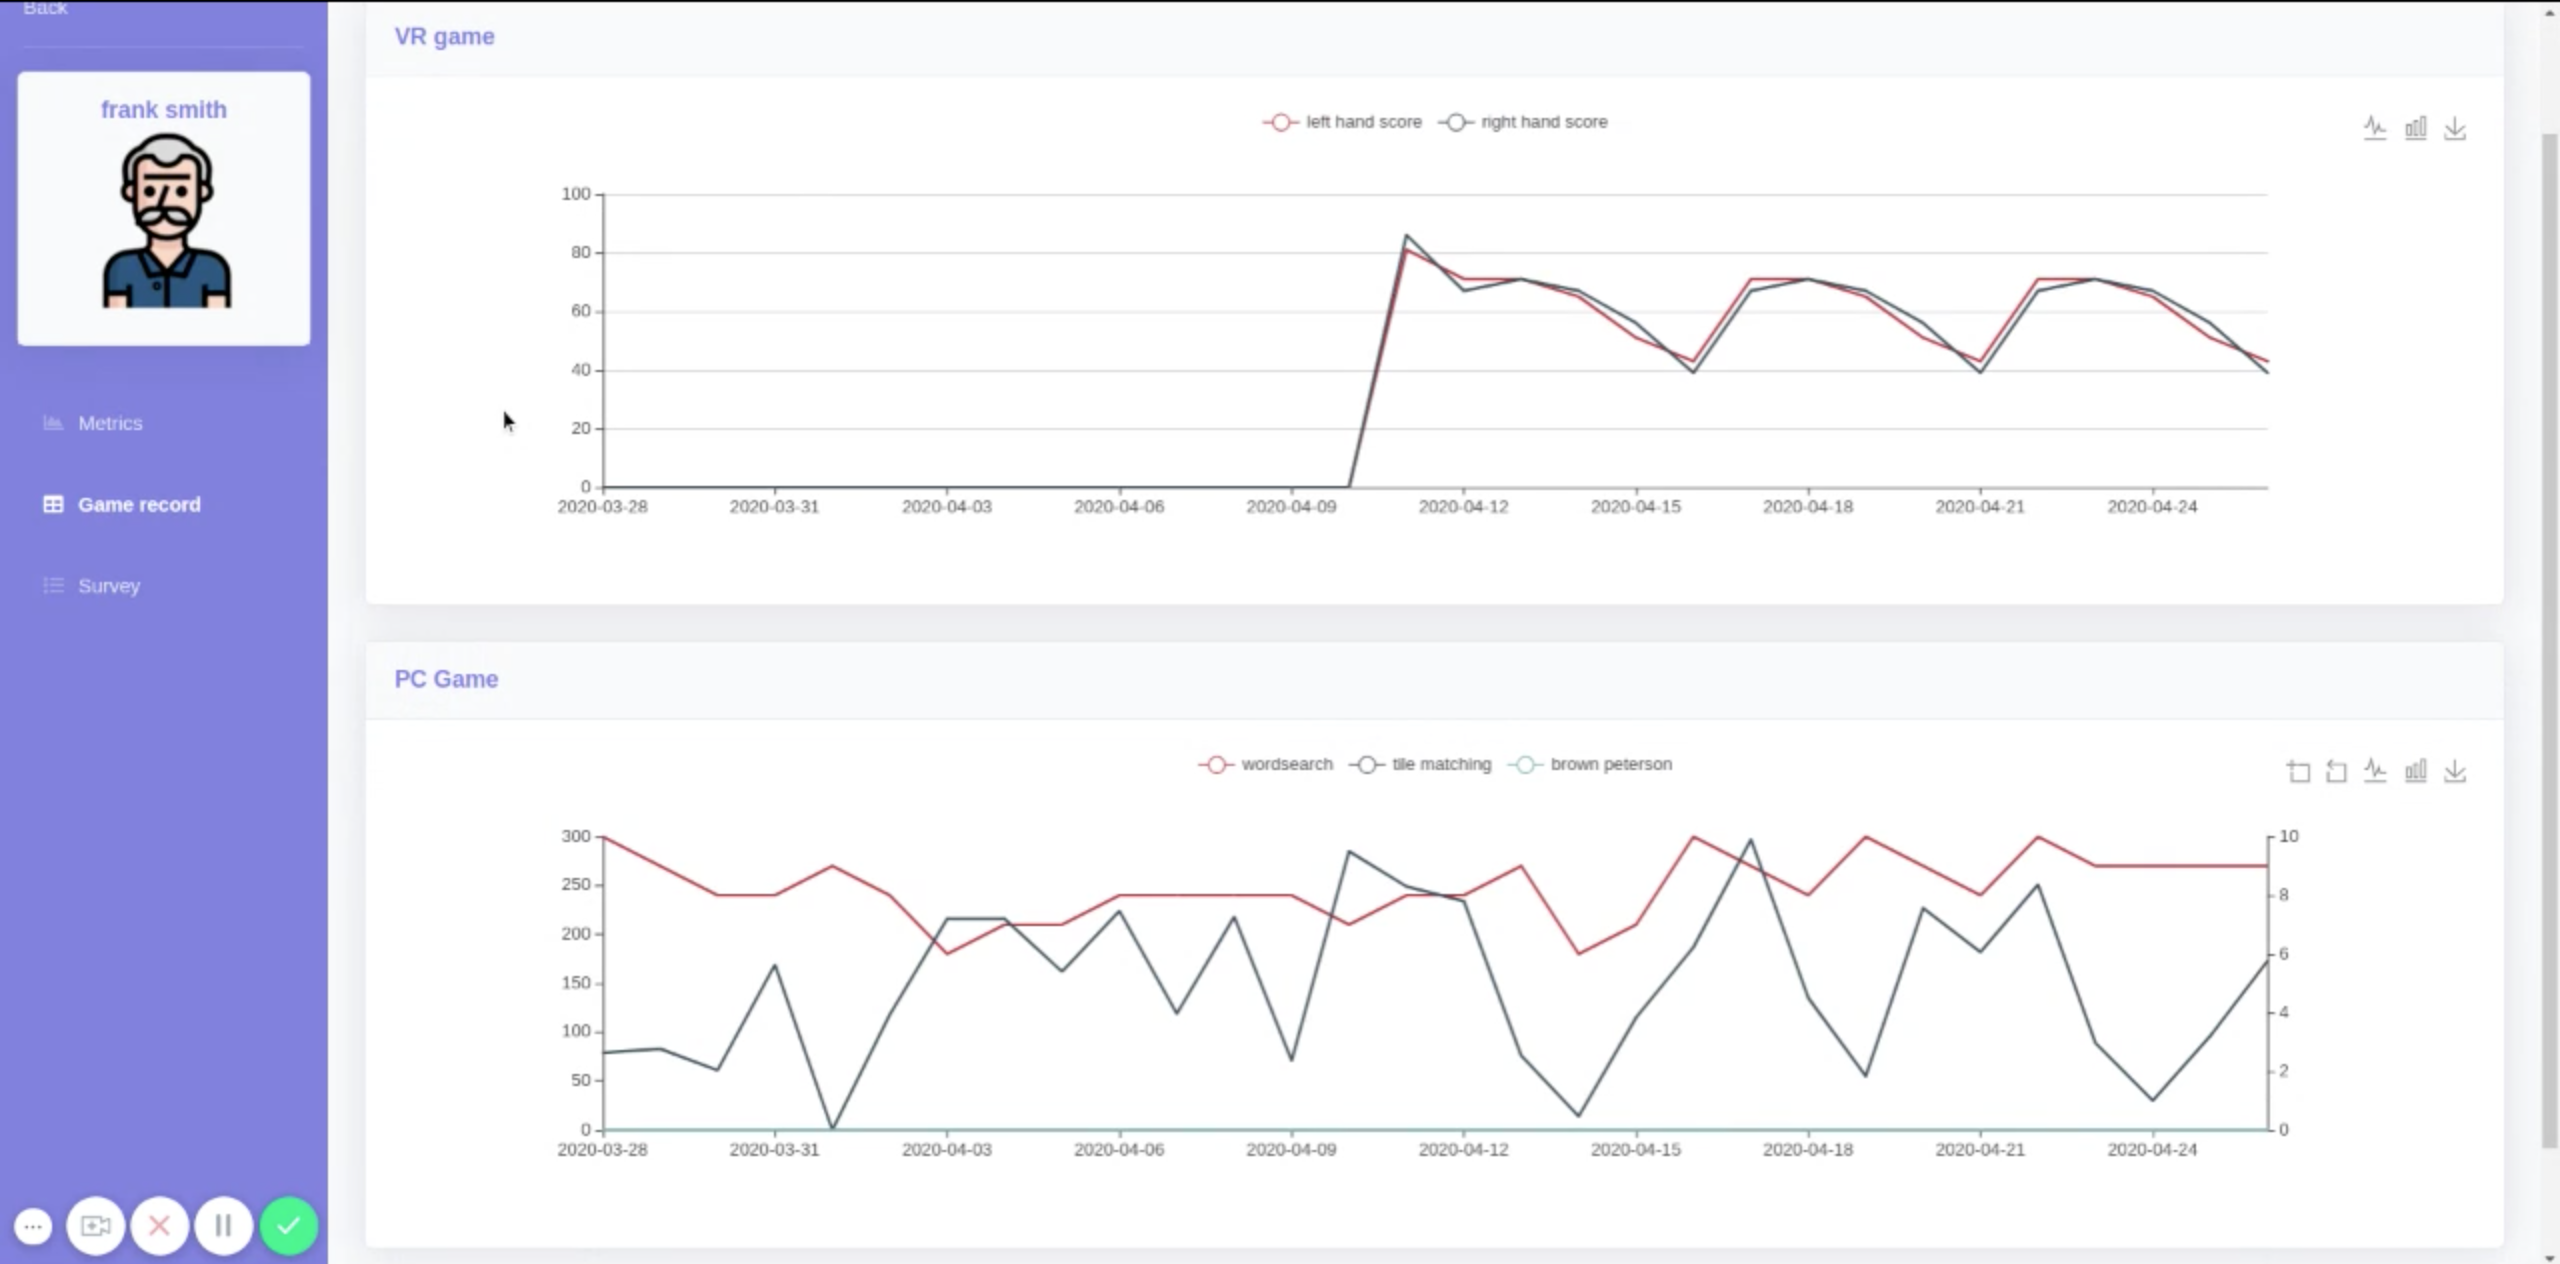 Back
frank smith
Metrics
Game record
Survey
VR game
left hand score right hand score
100
80
60
40
20
0
2020-03-28 2020-03-31 2020-04-03 2020-04-06 2020-04-09 2020-04-12 2020-04-15 2020-04-18 2020-04-21 2020-04-24
PC Game
wordsearch tile matching brown peterson
300 10
250
8
200
6
150
4
100
2
50
0 0
2020-03-28 2020-03-31 2020-04-03 2020-04-06 2020-04-09 2020-04-12 2020-04-15 2020-04-18 2020-04-21 2020-04-24